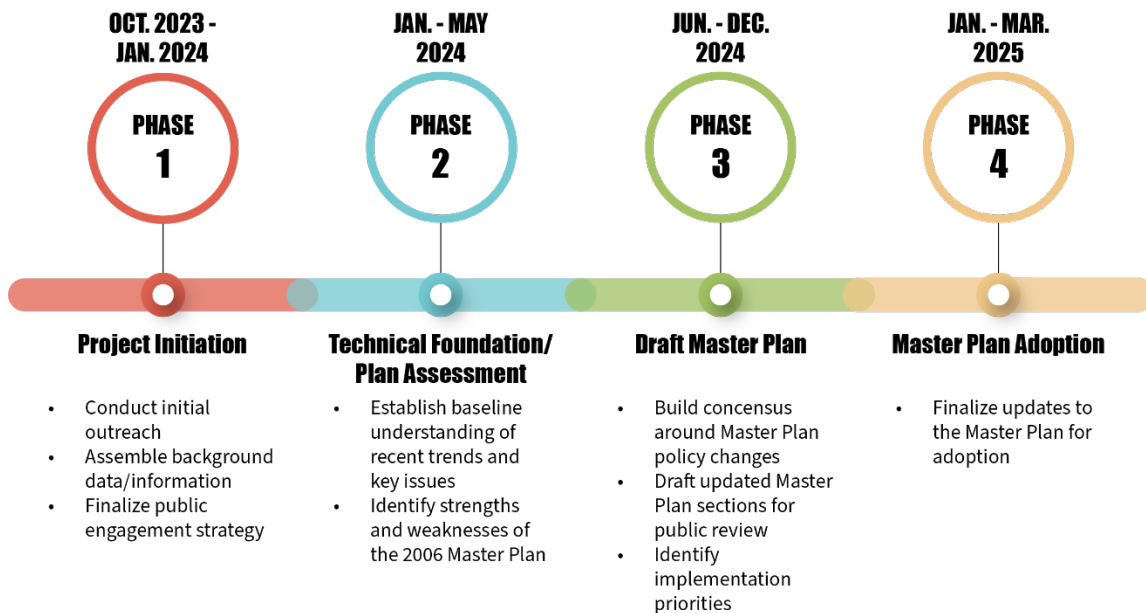 OCT. 2023 -
JAN. 2024
PHASE
1
Project Initiation
• Conduct initial
outreach
• Assemble background
data/information
• Finalize public
engagement strategy
JAN. - MAY
2024
PHASE
2
Technical Foundation/
Plan Assessment
• Establish baseline
understanding of
recent trends and
key issues
• Identify strengths
and weaknesses of
the 2006 Master Plan
JUN. - DEC.
2024
PHASE
3
Draft Master Plan
• Build concensus
around Master Plan
policy changes
• Draft updated Master
Plan sections for
public review
• Identify
implementation
priorities
JAN. - MAR.
2025
PHASE
4
Master Plan Adoption
• Finalize updates to
the Master Plan for
adoption